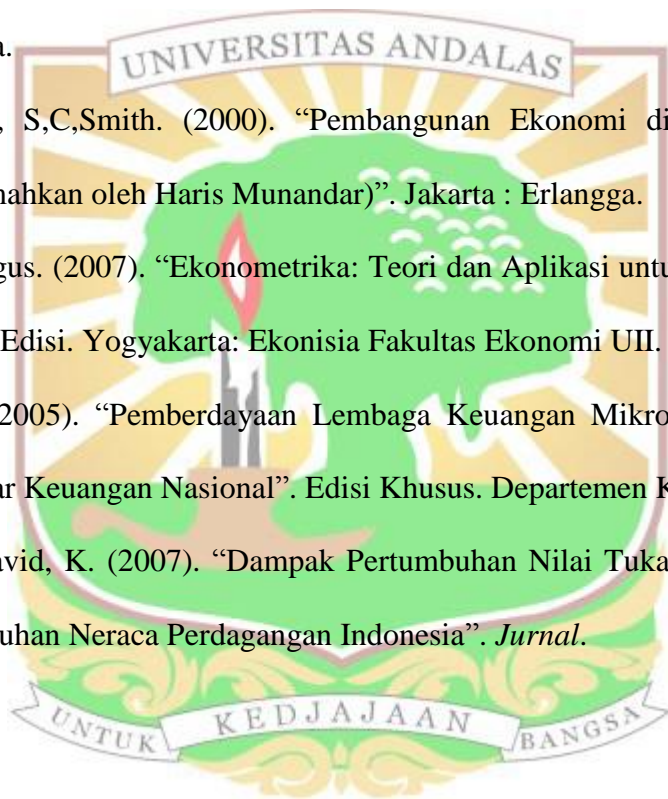 a.
UNIVERSITAS ANDALAS
, S,C,Smith. (2000). “Pembangunan Ekonomi di
nahkan oleh Haris Munandar)”. Jakarta : Erlangga.
gus. (2007). “Ekonometrika: Teori dan Aplikasi untu
Edisi. Yogyakarta: Ekonisia Fakultas Ekonomi UII.
2005). “Pemberdayaan Lembaga Keuangan Mikro
ar Keuangan Nasional”. Edisi Khusus. Departemen K
avid, K. (2007). “Dampak Pertumbuhan Nilai Tuka
uhan Neraca Perdagangan Indonesia”. Jurnal.
UNTUK KEDJAJAAN BANGSA